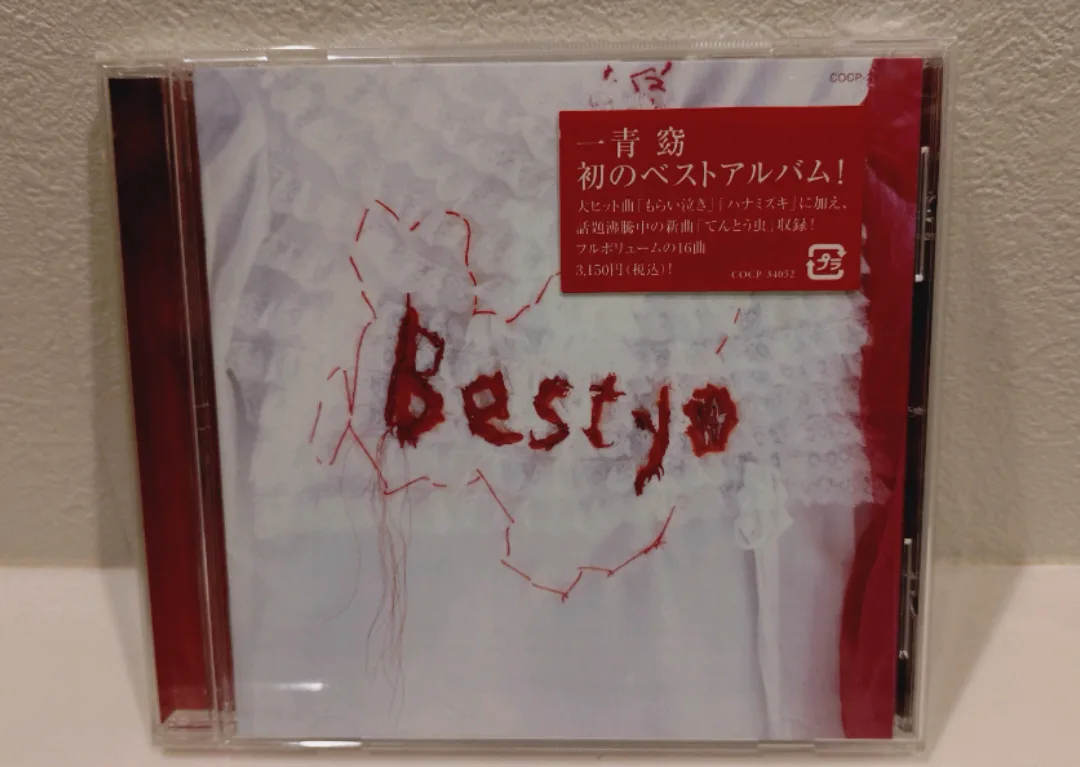 COCP-3
一青 窈
初のベストアルバム!
大ヒット曲「もらい泣き」「ハナミズキ」に加え、
話題沸騰中の新曲「てんとう虫」収録!
フルボリュームの16曲
3,150円(税込)!
COCP 34052
プラ
Bestyo